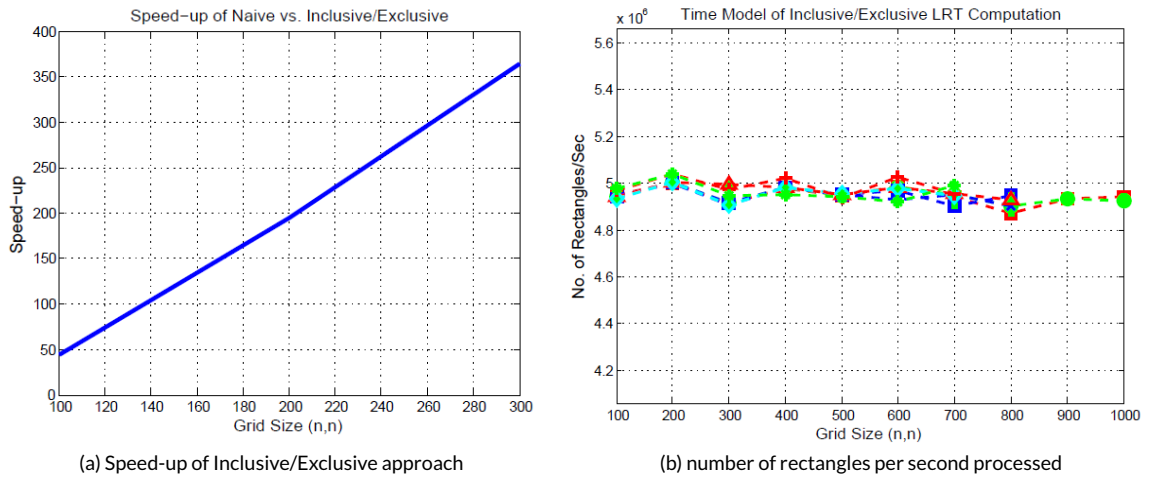 Speed-up of Naive vs. Inclusive/Exclusive
400
350
300
250
200
150
100
50
0
Speed-up
100 120 140 160 180 200 220 240 260 280 300
Grid Size (n,n)
(a) Speed-up of Inclusive/Exclusive approach
Time Model of Inclusive/Exclusive LRT Computation
x 10^6
5.6
5.4
5.2
5.0
4.8
4.6
4.4
4.2
No. of Rectangles/Sec
100 200 300 400 500 600 700 800 900 1000
Grid Size (n,n)
(b) number of rectangles per second processed